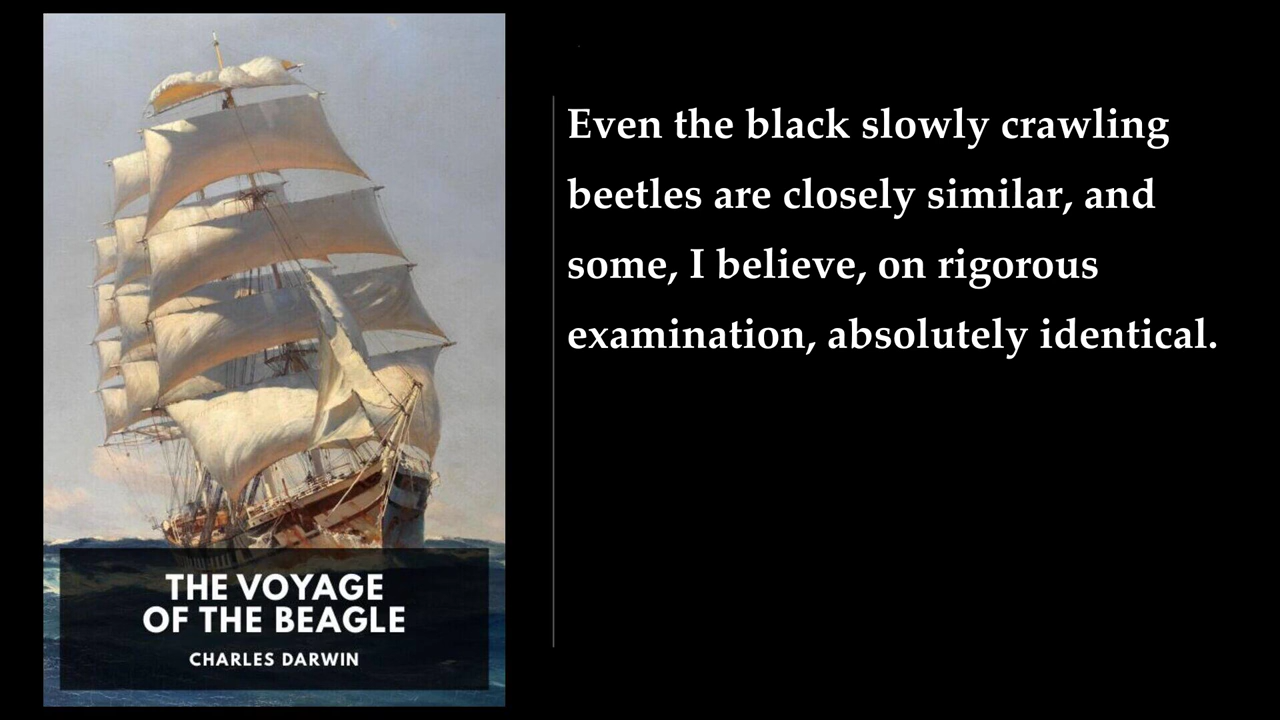 THE VOYAGE
OF THE BEAGLE
CHARLES DARWIN
Even the black slowly crawling
beetles are closely similar, and
some, I believe, on rigorous
examination, absolutely identical.